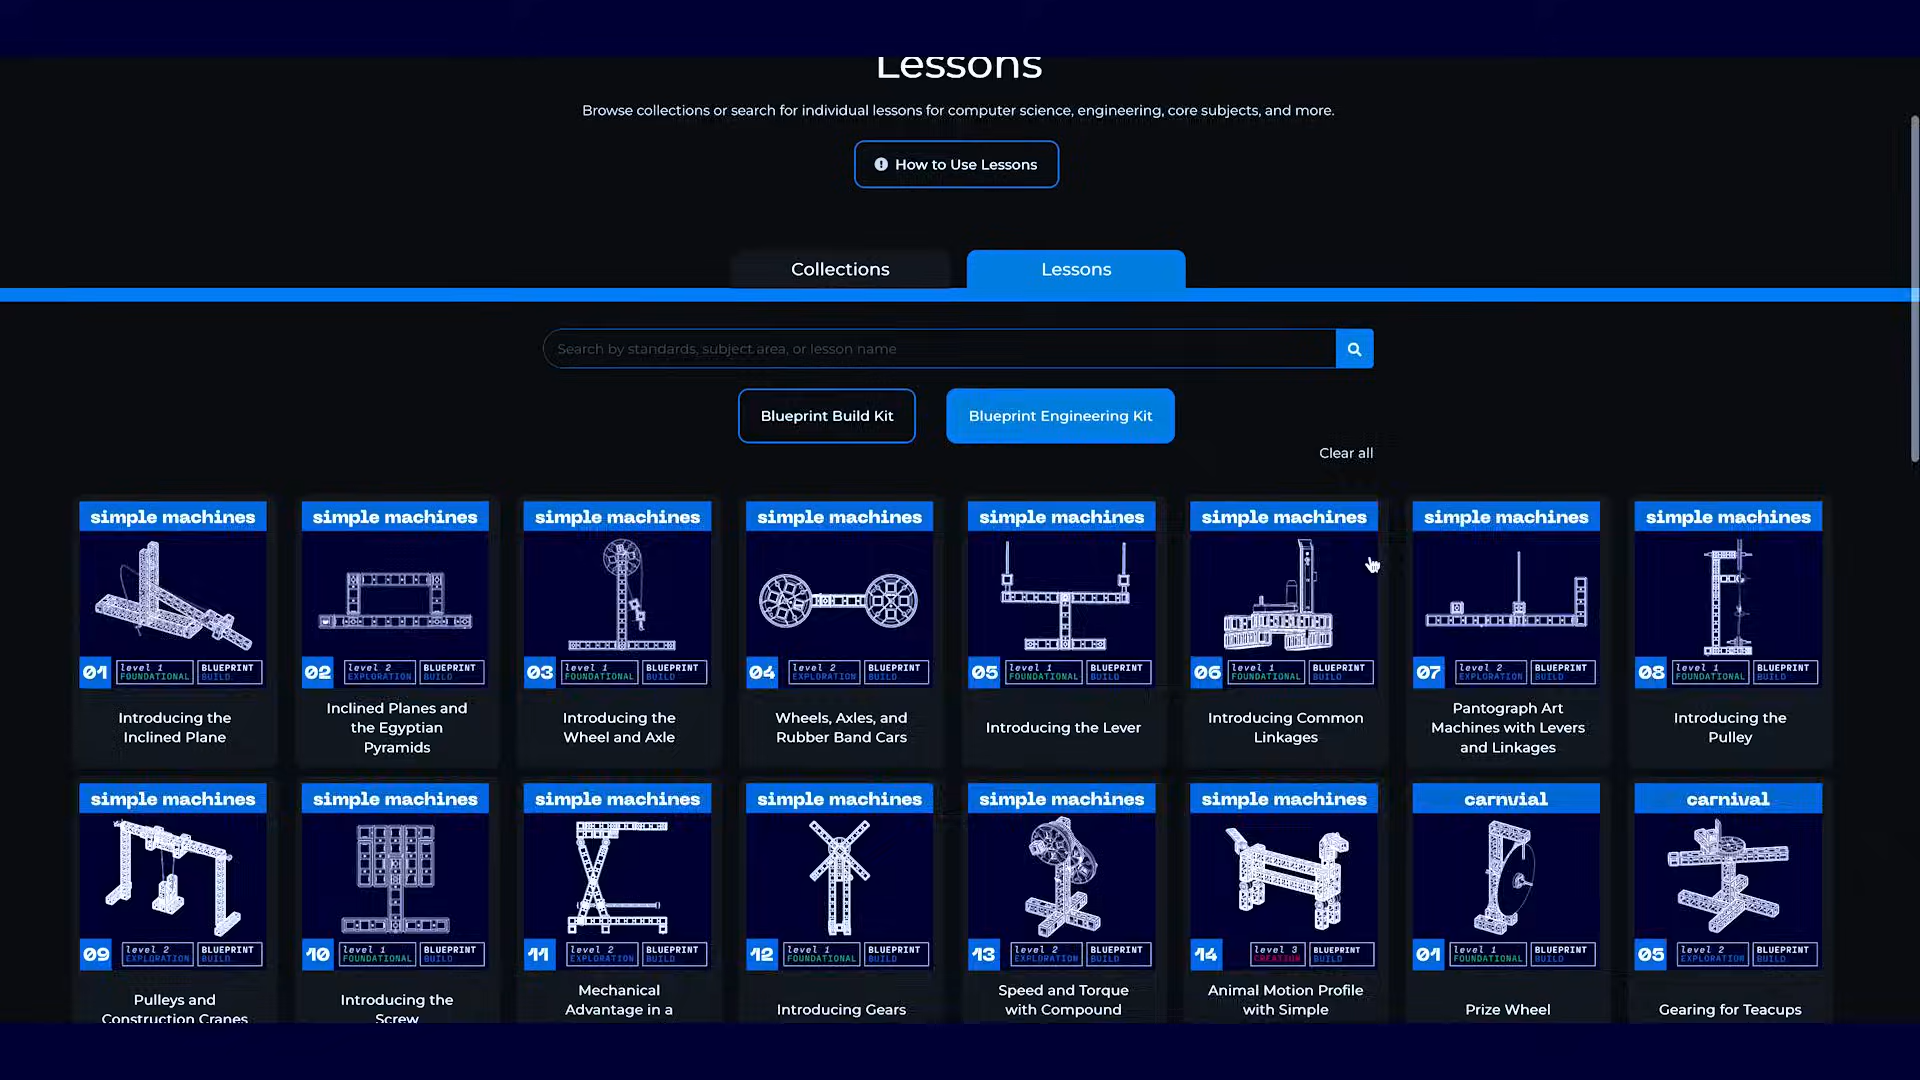 Lessons
Browse collections or search for individual lessons for computer science, engineering, core subjects, and more.
How to Use Lessons
Collections
Lessons
Search by standards, subject area, or lesson name
Blueprint Build Kit
Blueprint Engineering Kit
Clear all
simple machines
01
level 1
FOUNDATIONAL
BLUEPRINT
BUILD
Introducing the
Inclined Plane
simple machines
02
level 2
EXPLORATION
BLUEPRINT
BUILD
Inclined Planes and
the Egyptian
Pyramids
simple machines
03
level 1
FOUNDATIONAL
BLUEPRINT
BUILD
Introducing the
Wheel and Axle
simple machines
04
level 2
EXPLORATION
BLUEPRINT
BUILD
Wheels, Axles, and
Rubber Band Cars
simple machines
05
level 1
FOUNDATIONAL
BLUEPRINT
BUILD
Introducing the Lever
simple machines
06
level 1
FOUNDATIONAL
BLUEPRINT
BUILD
Introducing Common
Linkages
simple machines
07
level 2
EXPLORATION
BLUEPRINT
BUILD
Pantograph Art
Machines with Levers
and Linkages
simple machines
08
level 1
FOUNDATIONAL
BLUEPRINT
BUILD
Introducing the
Pulley
simple machines
09
level 2
EXPLORATION
BLUEPRINT
BUILD
Pulleys and
Construction Cranes
simple machines
10
level 1
FOUNDATIONAL
BLUEPRINT
BUILD
Introducing the
Screw
simple machines
11
level 2
EXPLORATION
BLUEPRINT
BUILD
Mechanical
Advantage in a
simple machines
12
level 1
FOUNDATIONAL
BLUEPRINT
BUILD
Introducing Gears
simple machines
13
level 2
EXPLORATION
BLUEPRINT
BUILD
Speed and Torque
with Compound
simple machines
14
level 3
CREATION
BLUEPRINT
BUILD
Animal Motion Profile
with Simple
carnvial
01
level 1
FOUNDATIONAL
BLUEPRINT
BUILD
Prize Wheel
carnival
05
level 2
EXPLORATION
BLUEPRINT
BUILD
Gearing for Teacups